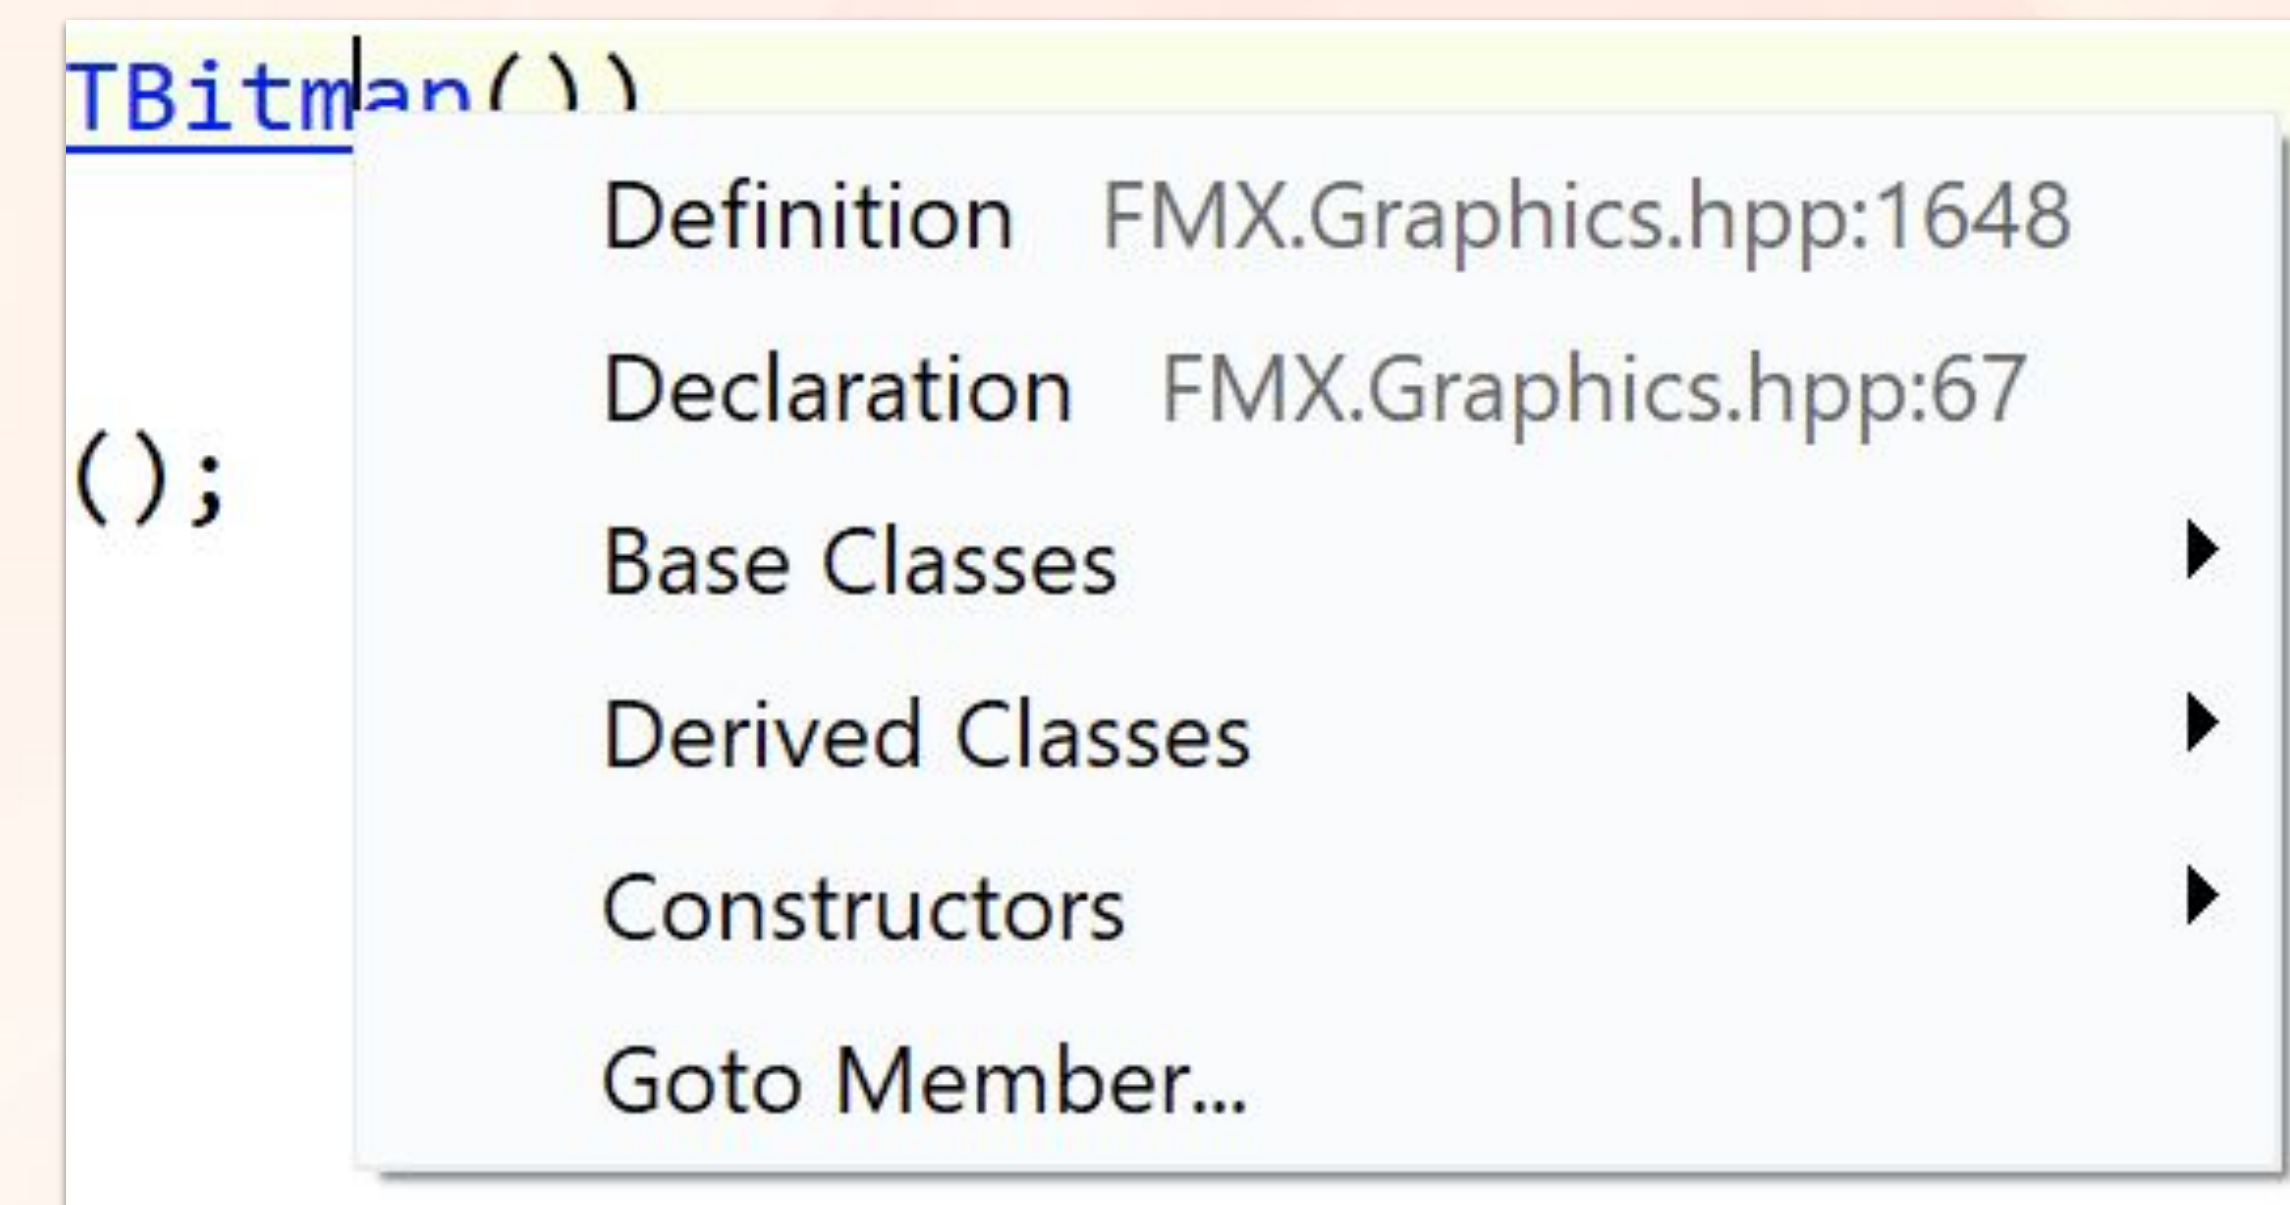 TBitmap())
Definition FMX.Graphics.hpp:1648
Declaration FMX.Graphics.hpp:67
();
Base Classes
Derived Classes
Constructors
Goto Member...